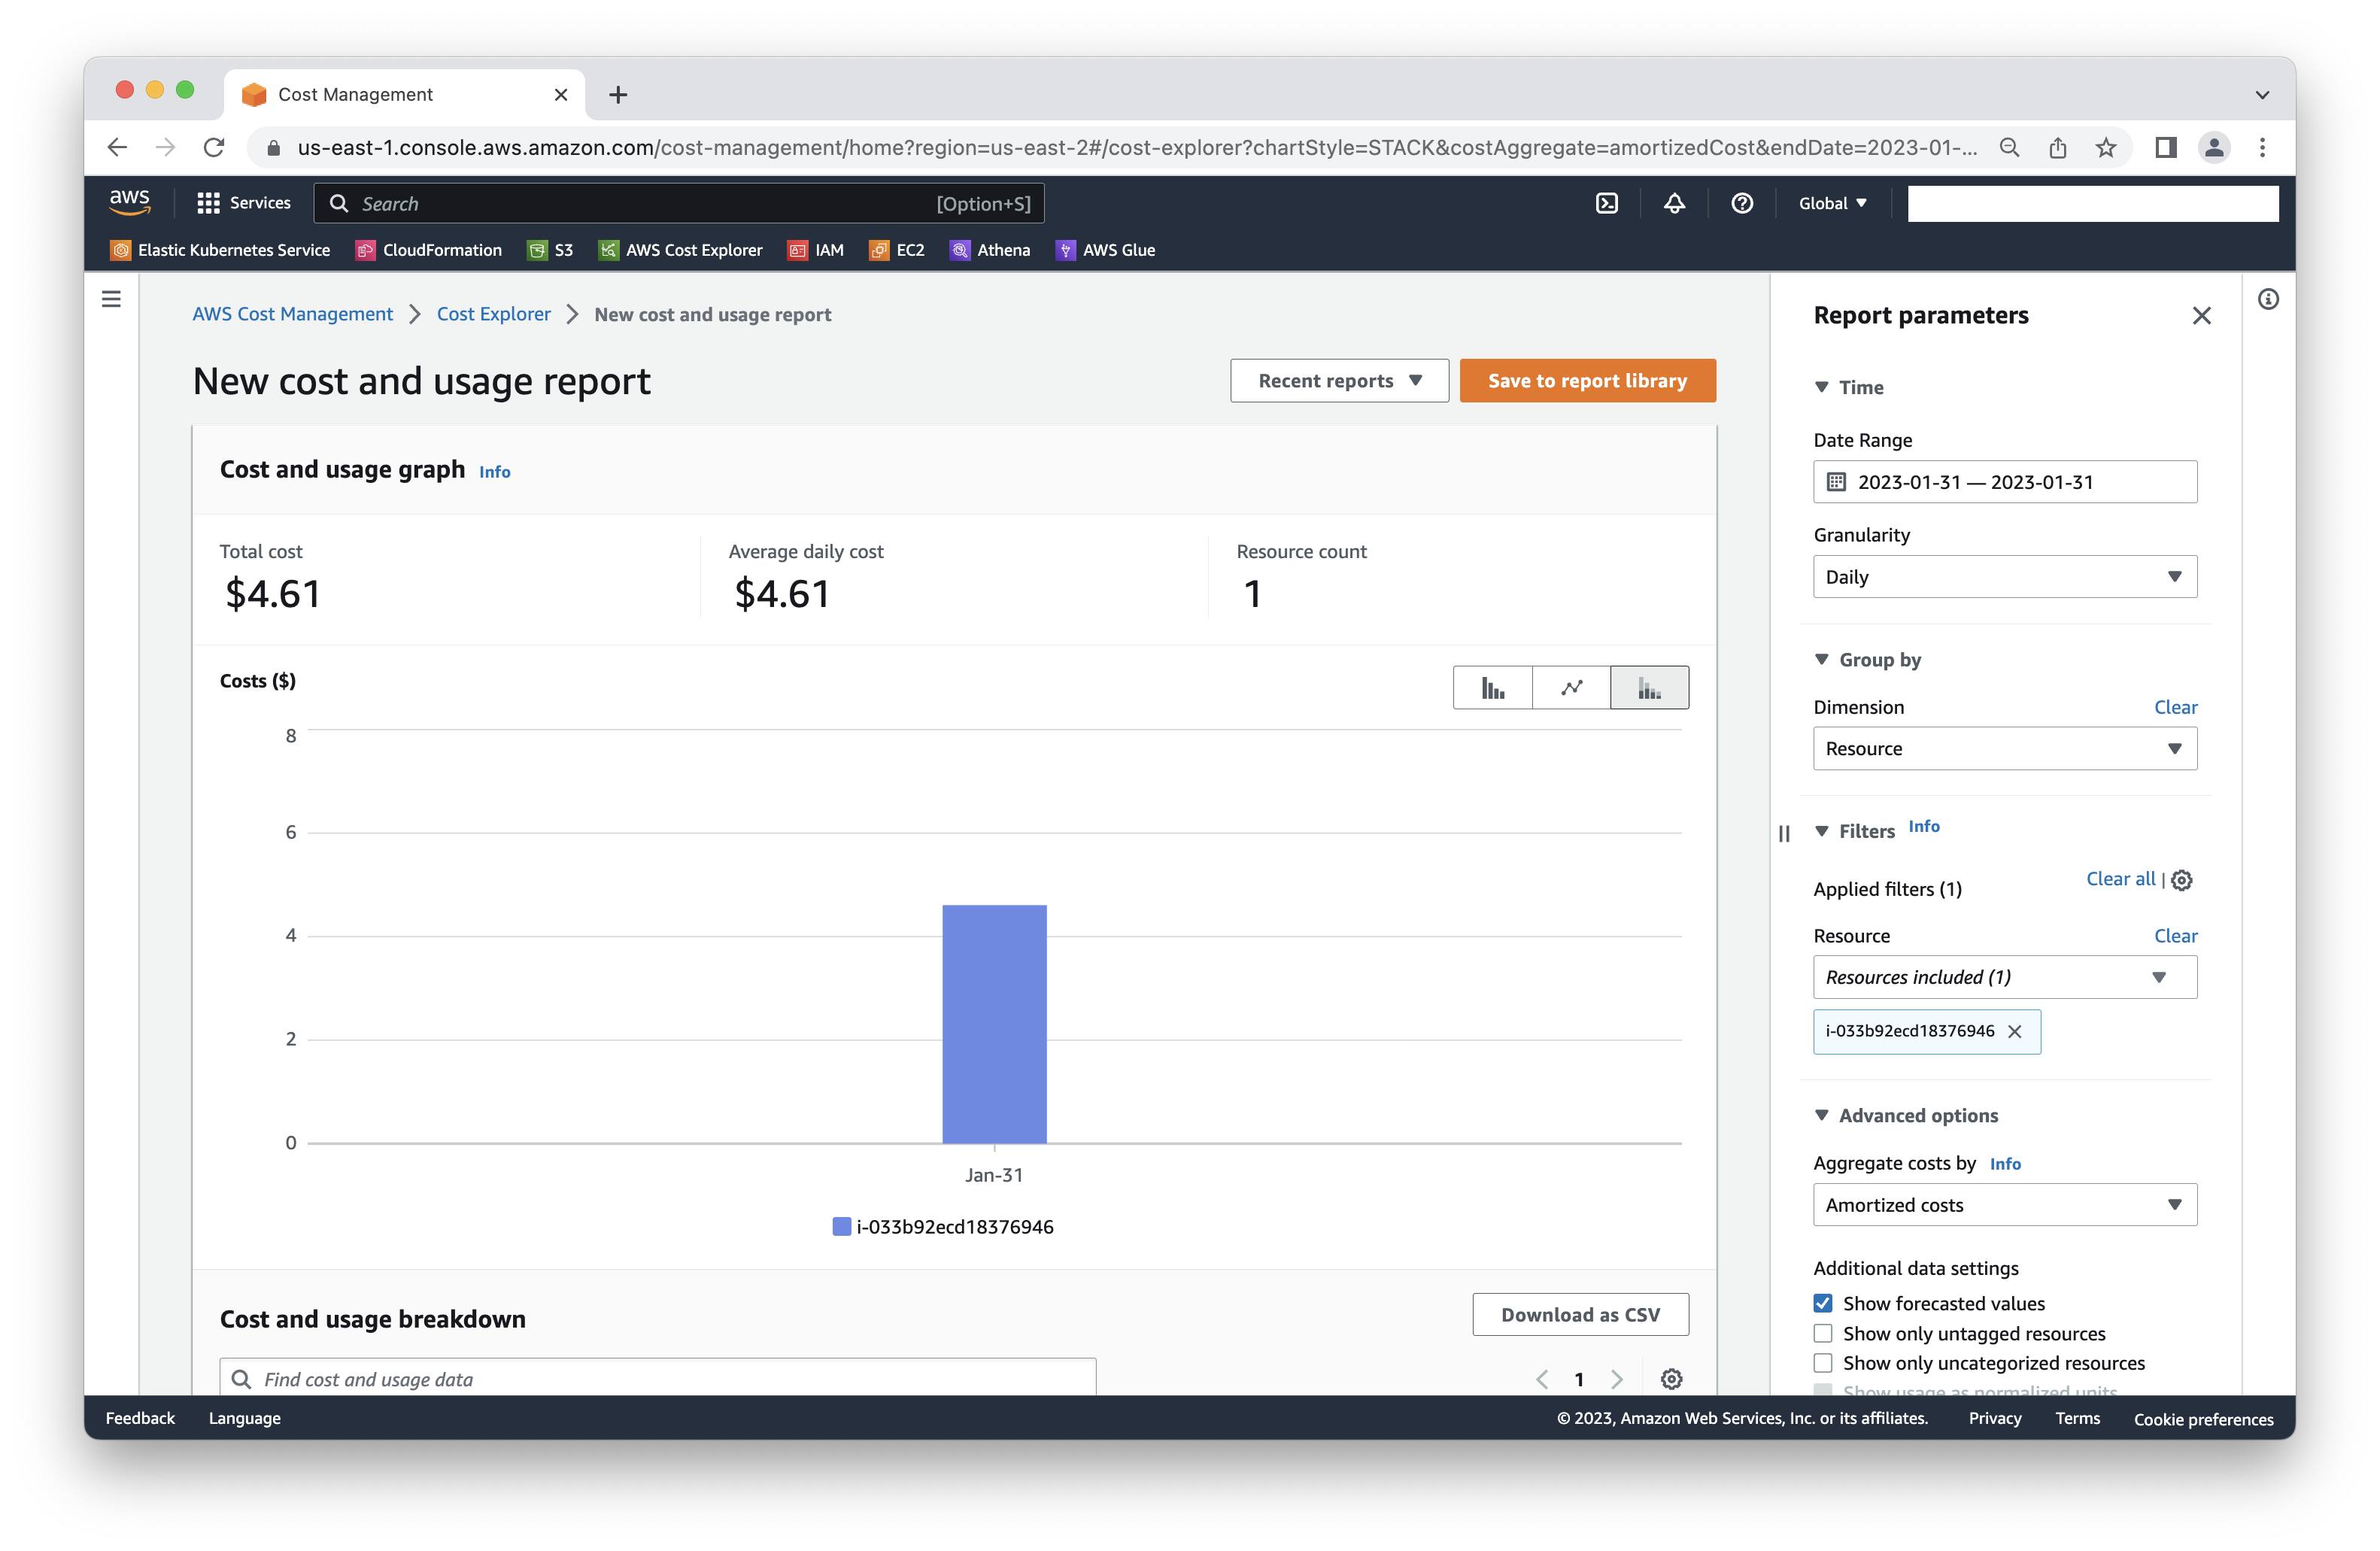 Cost Management
us-east-1.console.aws.amazon.com/cost-management/home?region=us-east-2#/cost-explorer?chartStyle=STACK&costAggregate=amortizedCost&endDate=2023-01-...
aws Services Search [Option+S] Global
Elastic Kubernetes Service CloudFormation S3 AWS Cost Explorer IAM EC2 Athena AWS Glue
AWS Cost Management Cost Explorer New cost and usage report
New cost and usage report
Recent reports Save to report library
Cost and usage graph Info
Total cost Average daily cost Resource count
$4.61 $4.61 1
Costs ($)
8
6
4
2
0
Jan-31
i-033b92ecd18376946
Cost and usage breakdown Download as CSV
Find cost and usage data 1
Report parameters
Time
Date Range
2023-01-31 — 2023-01-31
Granularity
Daily
Group by
Dimension Clear
Resource
Filters Info
Applied filters (1) Clear all |
Resource Clear
Resources included (1)
i-033b92ecd18376946
Advanced options
Aggregate costs by Info
Amortized costs
Additional data settings
Show forecasted values
Show only untagged resources
Show only uncategorized resources
Show usage as normalized units
Feedback Language © 2023, Amazon Web Services, Inc. or its affiliates. Privacy Terms Cookie preferences